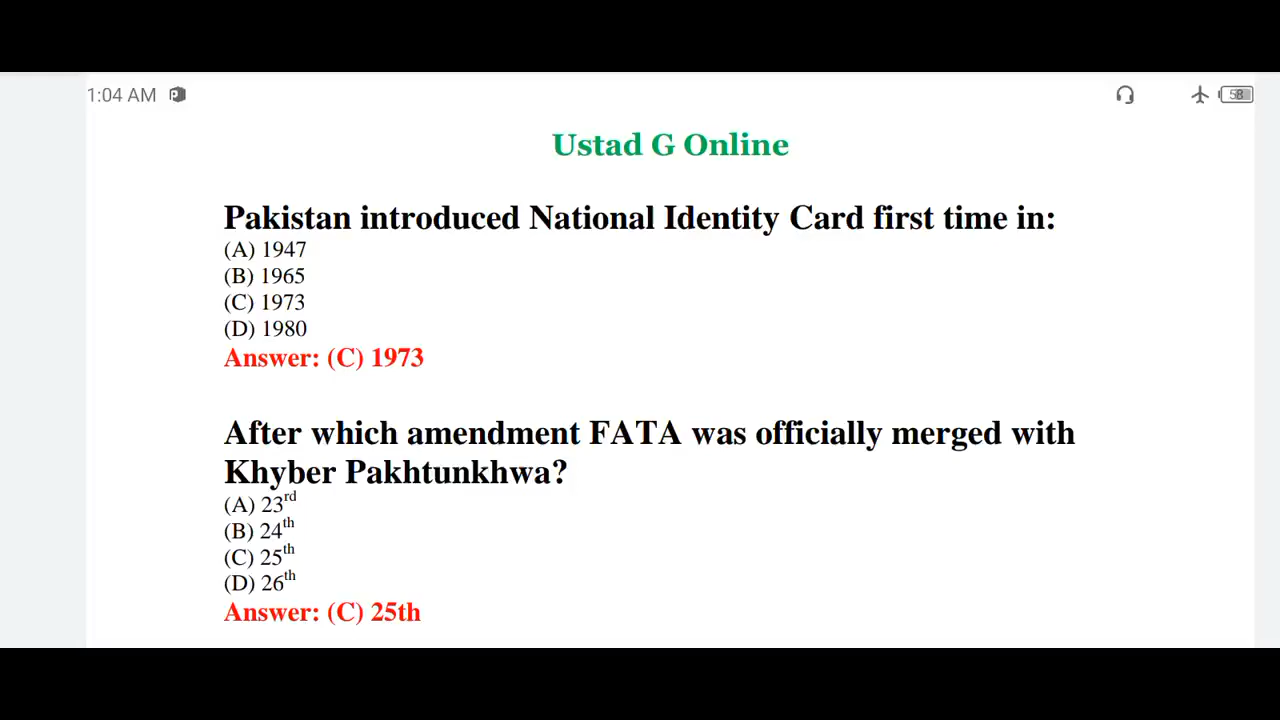 1:04 AM
58
Ustad G Online
Pakistan introduced National Identity Card first time in:
(A) 1947
(B) 1965
(C) 1973
(D) 1980
Answer: (C) 1973
After which amendment FATA was officially merged with
Khyber Pakhtunkhwa?
(A) 23rd
(B) 24th
(C) 25th
(D) 26th
Answer: (C) 25th